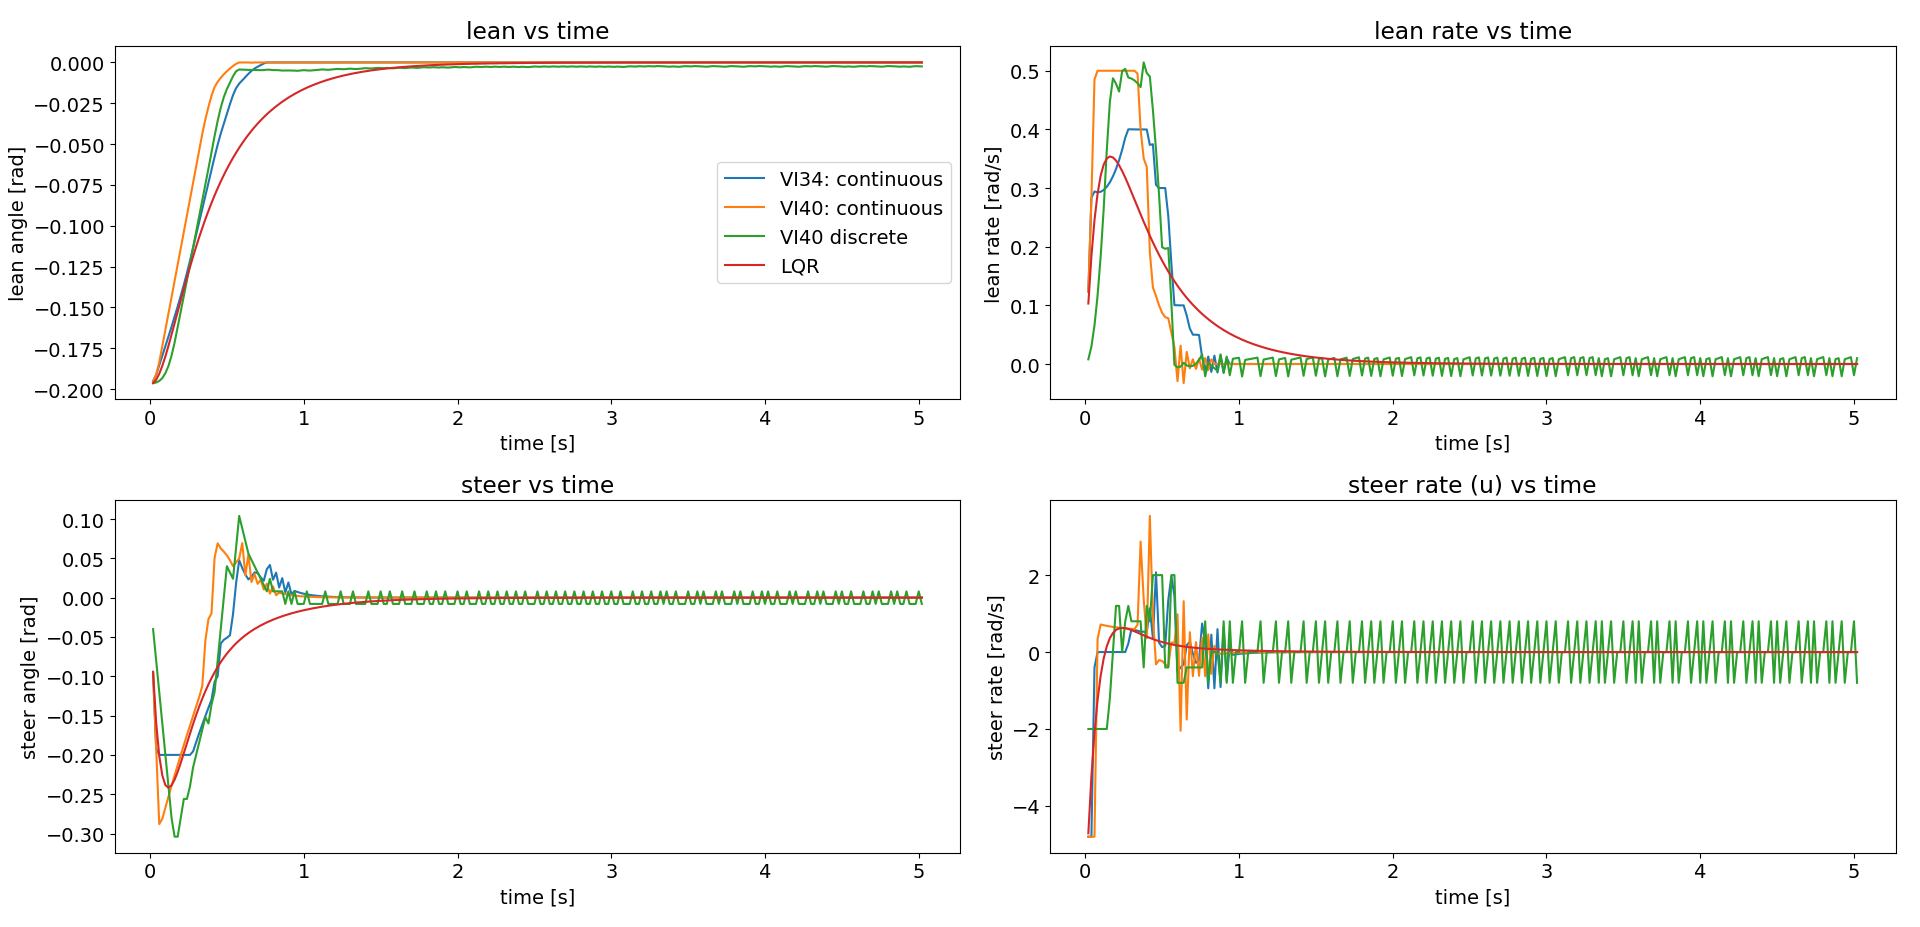 lean vs time
lean angle [rad]
0.000
−0.025
−0.050
−0.075
−0.100
−0.125
−0.150
−0.175
−0.200
VI34: continuous
VI40: continuous
VI40 discrete
LQR
0 1 2 3 4 5
time [s]
lean rate vs time
lean rate [rad/s]
0.5
0.4
0.3
0.2
0.1
0.0
0 1 2 3 4 5
time [s]
steer vs time
steer angle [rad]
0.10
0.05
0.00
−0.05
−0.10
−0.15
−0.20
−0.25
−0.30
0 1 2 3 4 5
time [s]
steer rate (u) vs time
steer rate [rad/s]
2
0
−2
−4
0 1 2 3 4 5
time [s]